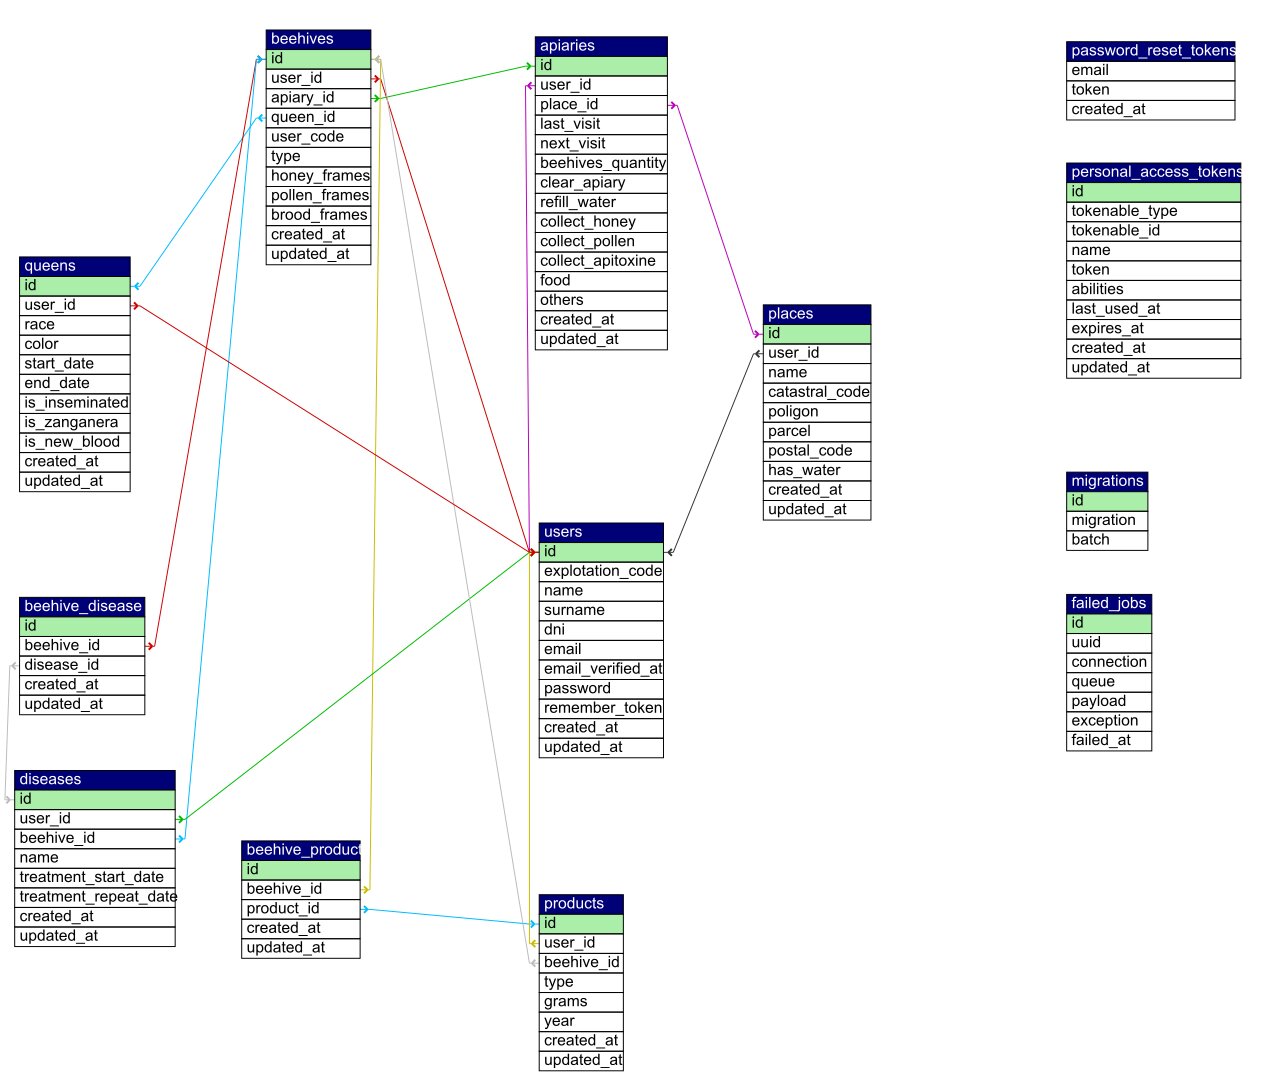 beehives
id
user_id
apiary_id
queen_id
user_code
type
honey_frames
pollen_frames
brood_frames
created_at
updated_at
apiaries
id
user_id
place_id
last_visit
next_visit
beehives_quantity
clear_apiary
refill_water
collect_honey
collect_pollen
collect_apitoxine
food
others
created_at
updated_at
password_reset_tokens
email
token
created_at
personal_access_tokens
id
tokenable_type
tokenable_id
name
token
abilities
last_used_at
expires_at
created_at
updated_at
queens
id
user_id
race
color
start_date
end_date
is_inseminated
is_zanganera
is_new_blood
created_at
updated_at
places
id
user_id
name
catastral_code
poligon
parcel
postal_code
has_water
created_at
updated_at
migrations
id
migration
batch
users
id
explotation_code
name
surname
dni
email
email_verified_at
password
remember_token
created_at
updated_at
failed_jobs
id
uuid
connection
queue
payload
exception
failed_at
beehive_disease
id
beehive_id
disease_id
created_at
updated_at
diseases
id
user_id
beehive_id
name
treatment_start_date
treatment_repeat_date
created_at
updated_at
beehive_product
id
beehive_id
product_id
created_at
updated_at
products
id
user_id
beehive_id
type
grams
year
created_at
updated_at